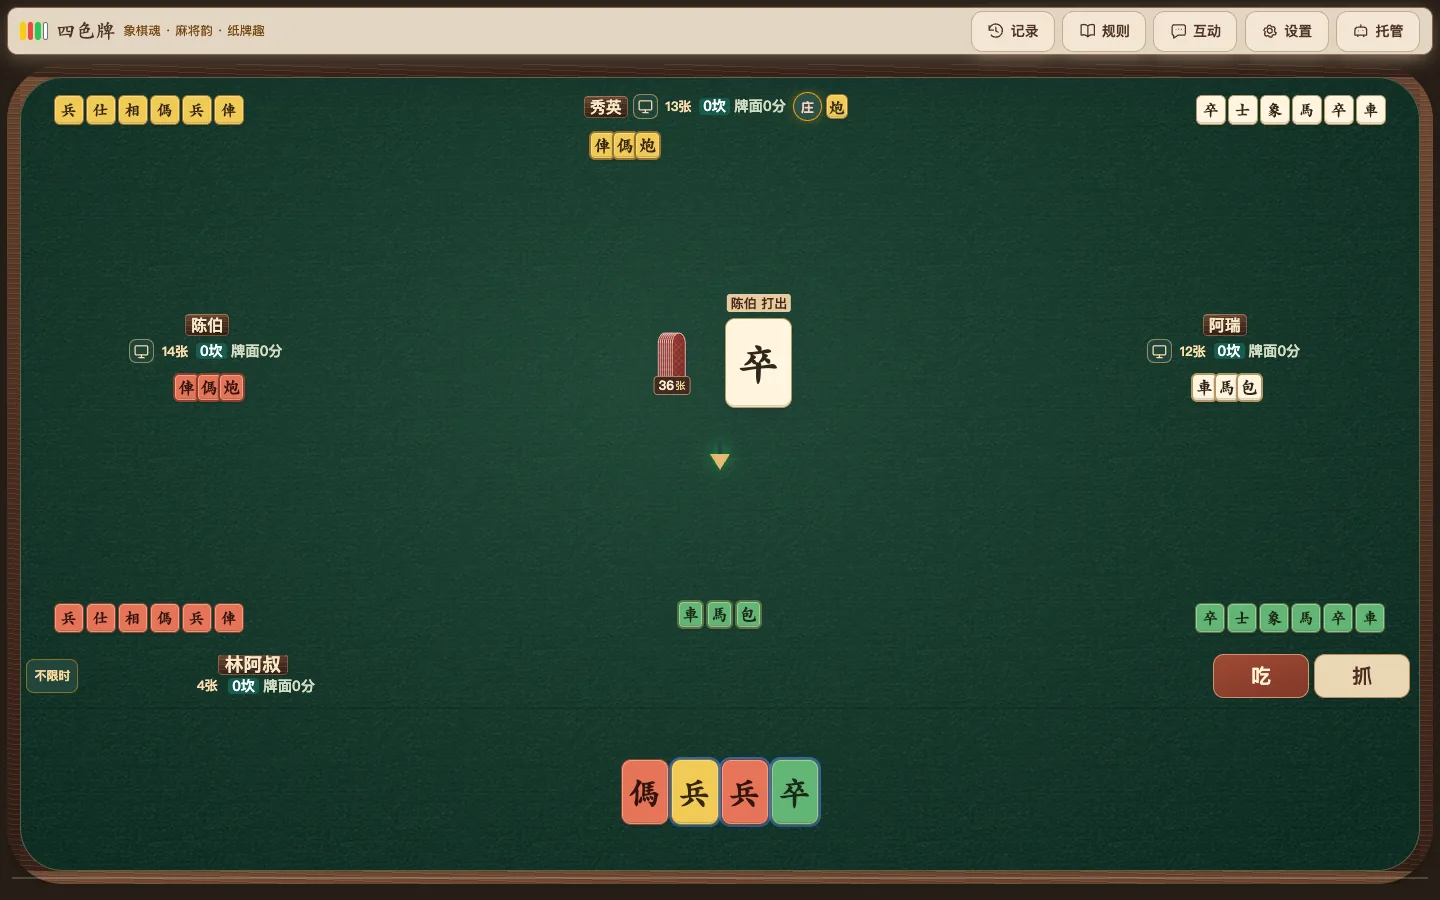 四色牌 象棋魂 · 麻将韵 · 纸牌趣
记录 规则 互动 设置 托管
兵 仕 相 傌 兵 俥
秀英 13张 0坎 牌面0分 庄 炮
俥 傌 炮
卒 士 象 馬 卒 車
陈伯 打出
卒
36张
陈伯
14张 0坎 牌面0分
俥 傌 炮
阿瑞
12张 0坎 牌面0分
車 馬 包
兵 仕 相 傌 兵 俥
車 馬 包
卒 士 象 馬 卒 車
不限时
林阿叔
4张 0坎 牌面0分
吃 抓
傌 兵 兵 卒